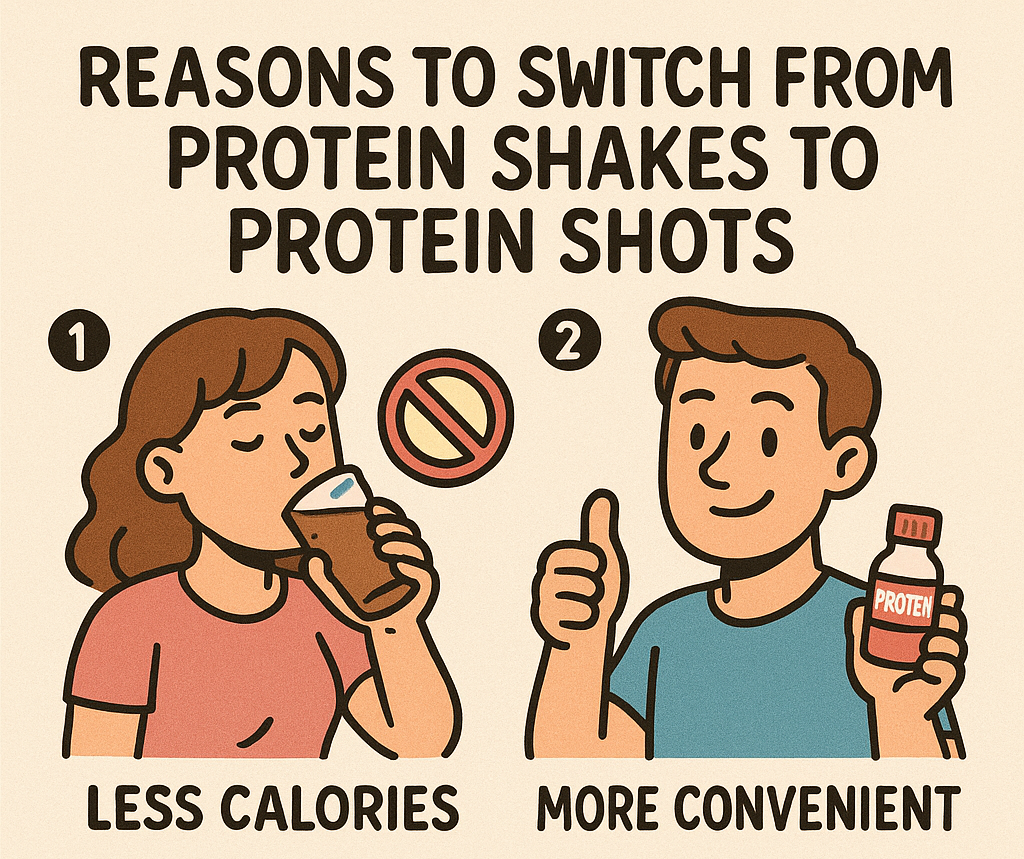 REASONS TO SWITCH FROM
PROTEIN SHAKES TO
PROTEIN SHOTS
1
2
PROTEN
LESS CALORIES
MORE CONVENIENT